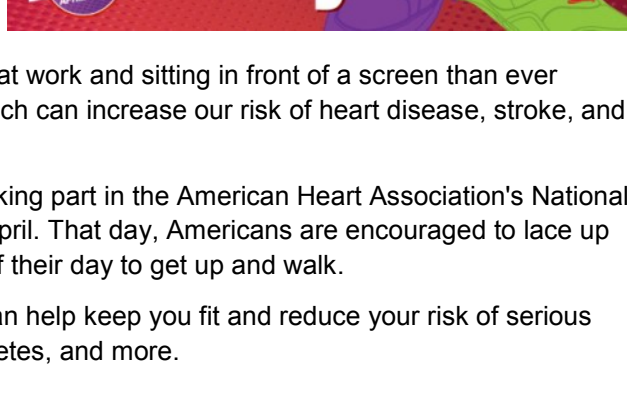 at work and sitting in front of a screen than ever
ch can increase our risk of heart disease, stroke, and
king part in the American Heart Association's National
pril. That day, Americans are encouraged to lace up
f their day to get up and walk.
an help keep you fit and reduce your risk of serious
etes, and more.